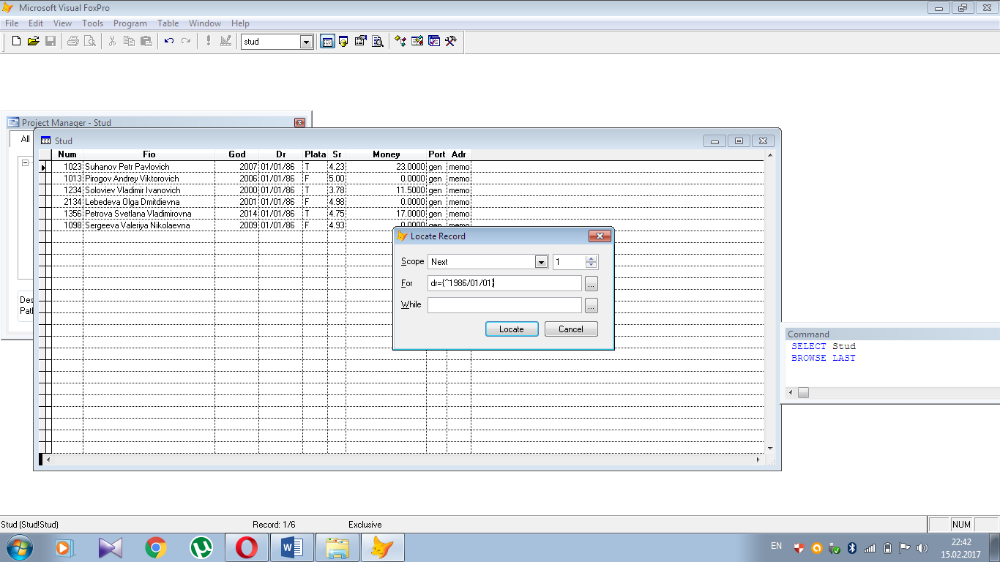 Microsoft Visual FoxPro
File Edit View Tools Program Table Window Help
stud
Project Manager - Stud
All
Stud
Num Fio God Dr Plata Sr Money Port Adr
1023 Suhanov Petr Pavlovich 2007 01/01/86 T 4.23 23.0000 gen memo
1013 Pirogov Andrey Viktorovich 2006 01/01/86 F 5.00 0.0000 gen memo
1234 Soloviev Vladimir Ivanovich 2000 01/01/86 T 3.78 11.5000 gen memo
2134 Lebedeva Olga Dmitdievna 2001 01/01/86 F 4.98 0.0000 gen memo
1356 Petrova Svetlana Vladimirovna 2014 01/01/86 T 4.75 17.0000 gen memo
1098 Sergeeva Valeriya Nikolaevna 2009 01/01/86 F 4.93 0.0000 gen memo
Locate Record
Scope Next 1
For dr={^1986/01/01} ...
While ...
Locate Cancel
Des
Path
Command
SELECT Stud
BROWSE LAST
Stud (Stud!Stud) Record: 1/6 Exclusive NUM
EN 22:42
15.02.2017